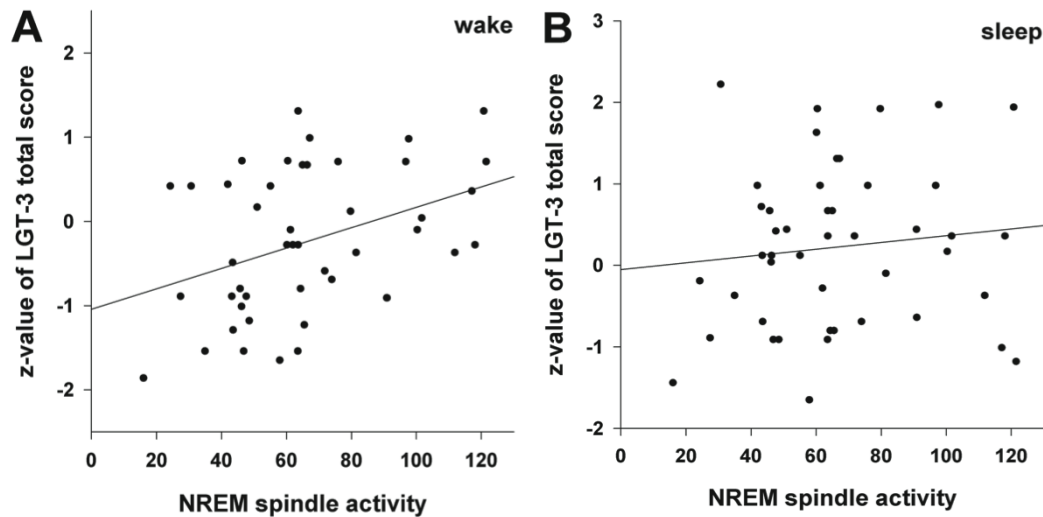 A
wake
z-value of LGT-3 total score
2
1
0
-1
-2
0 20 40 60 80 100 120
NREM spindle activity
B
sleep
z-value of LGT-3 total score
3
2
1
0
-1
-2
0 20 40 60 80 100 120
NREM spindle activity